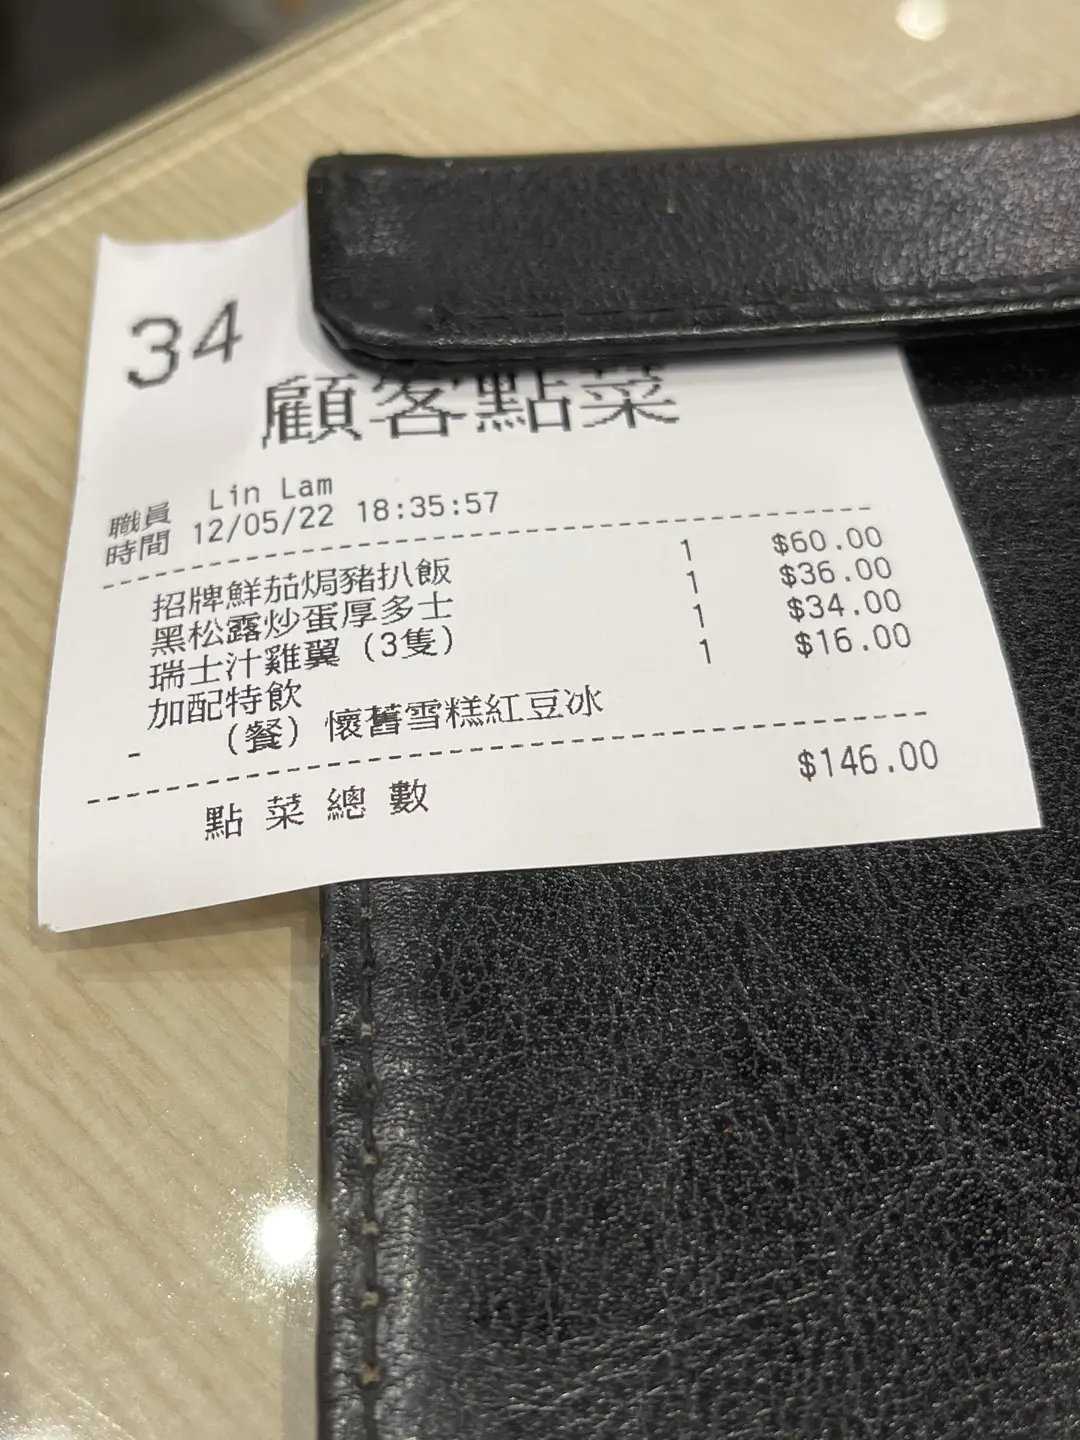 34
顧客點菜
職員 Lin Lam
時間 12/05/22 18:35:57
招牌鮮茄焗豬扒飯 1 $60.00
黑松露炒蛋厚多士 1 $36.00
瑞士汁雞翼 (3隻) 1 $34.00
加配特飲 1 $16.00
- (餐) 懷舊雪糕紅豆冰
點菜總數 $146.00